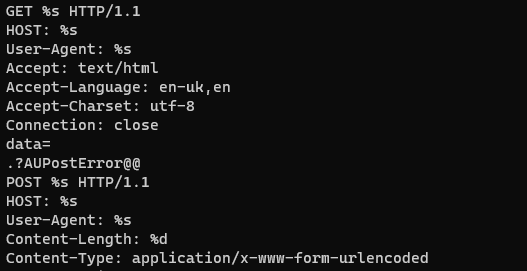 GET %s HTTP/1.1
HOST: %s
User-Agent: %s
Accept: text/html
Accept-Language: en-uk,en
Accept-Charset: utf-8
Connection: close
data=
.?AUPostError@@
POST %s HTTP/1.1
HOST: %s
User-Agent: %s
Content-Length: %d
Content-Type: application/x-www-form-urlencoded